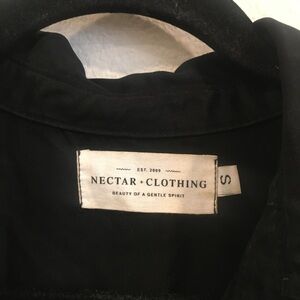 EST. 2009
NECTAR + CLOTHING
BEAUTY OF A GENTLE SPIRIT
S